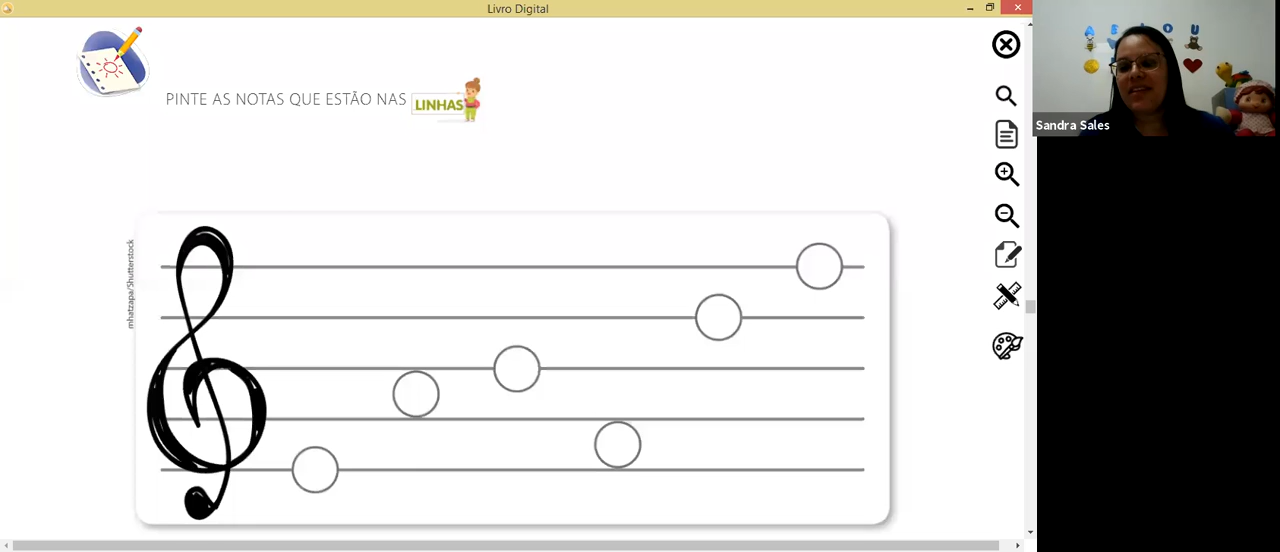 Livro Digital
PINTE AS NOTAS QUE ESTÃO NAS LINHAS
mhatzapa/Shutterstock
A E I O U
Sandra Sales